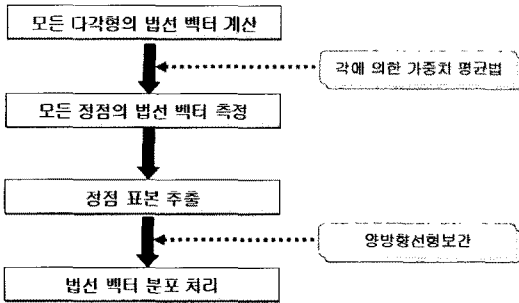 모든 다각형의 법선 벡터 계산
각에 의한 가중치 평균법
모든 정점의 법선 벡터 측정
정점 표본 추출
양방향선형보간
법선 벡터 분포 처리